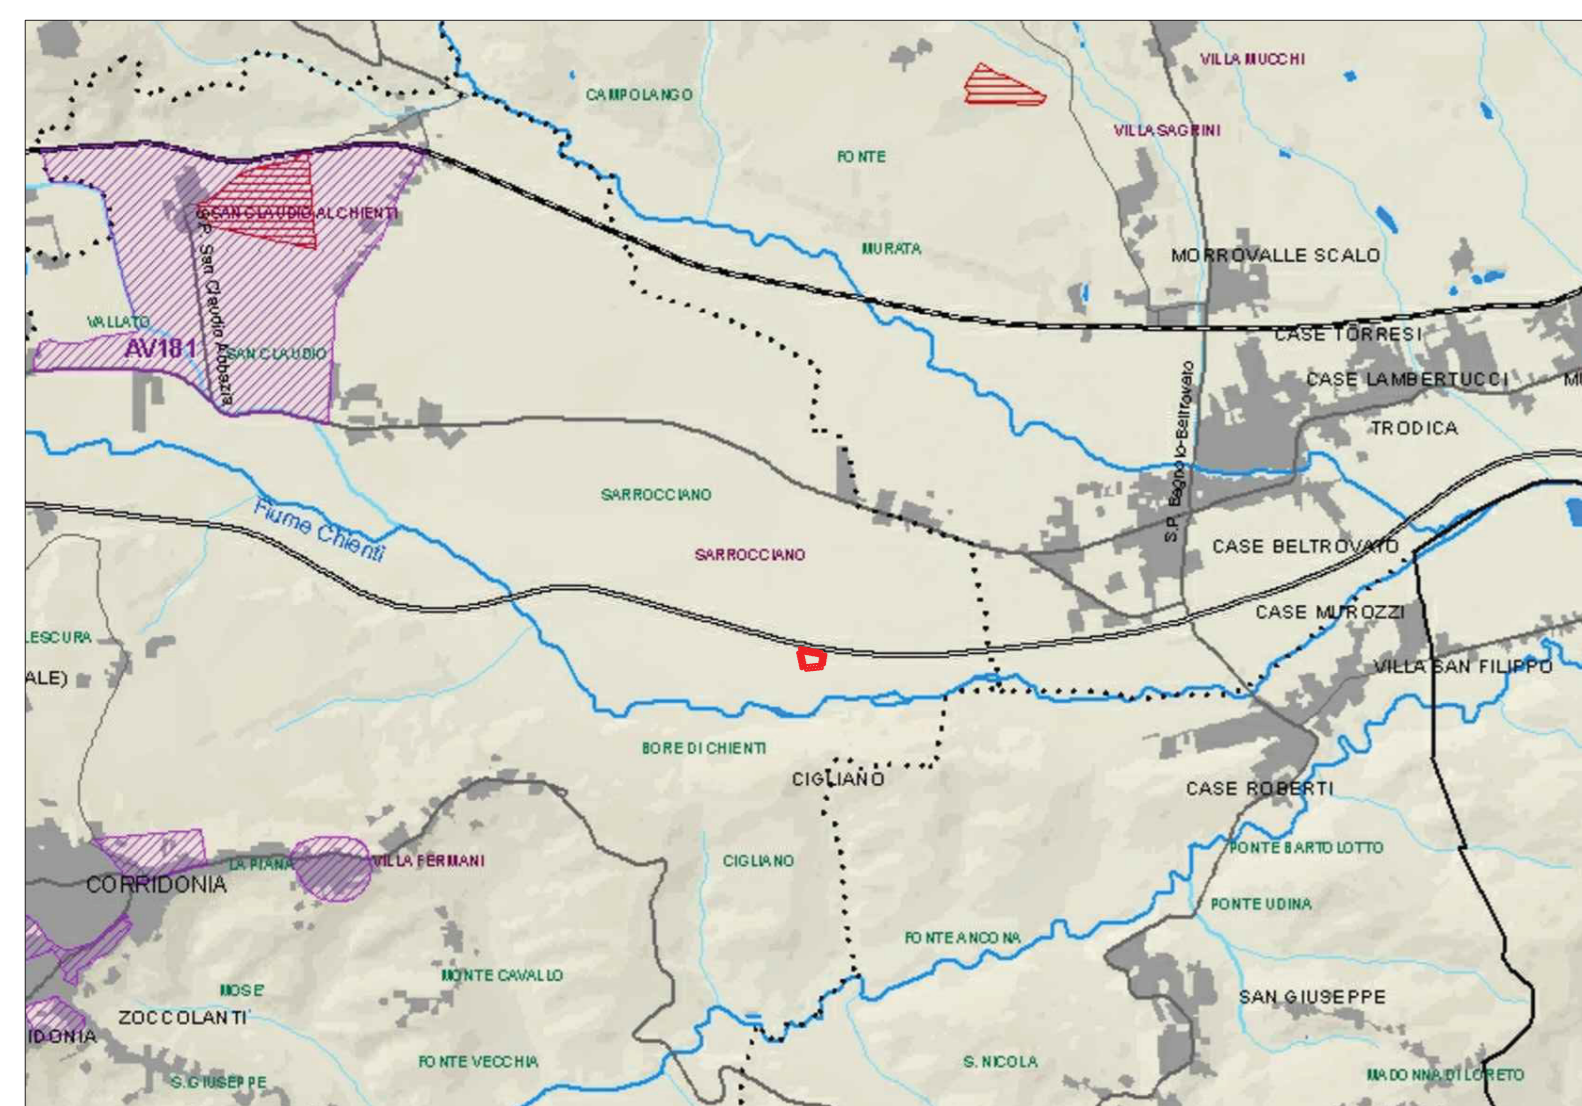 VILLA MUCCHI
CAMPOLANGO
VILLA SAGRINI
FONTE
SAN CLAUDIO AL CHIENTI
MURATA
MORROVALLE SCALO
S.P. San Claudio Abbazia
VALLATO
CASE TORRESI
AV181
SAN CLAUDIO
CASE LAMBERTUCCI
S.P. Bagnolo-Beltrovato
TRODICA
SARROCCIANO
Fiume Chienti
SARROCCIANO
CASE BELTROVATO
CASE MUROZZI
LESCURA
ALE)
VILLA SAN FILIPPO
BORE DI CHIENTI
CIGLIANO
CASE ROBERTI
LA PIANA
VILLA FERMANI
CIGLIANO
PONTE BARTOLOTTO
CORRIDONIA
PONTE UDINA
FONTE ANCONA
MONTE CAVALLO
MOSE'
SAN GIUSEPPE
ZOCCOLANTI'
IDONIA
FONTE VECCHIA
S. NICOLA
S. GIUSEPPE
MADONNA DI LORETO